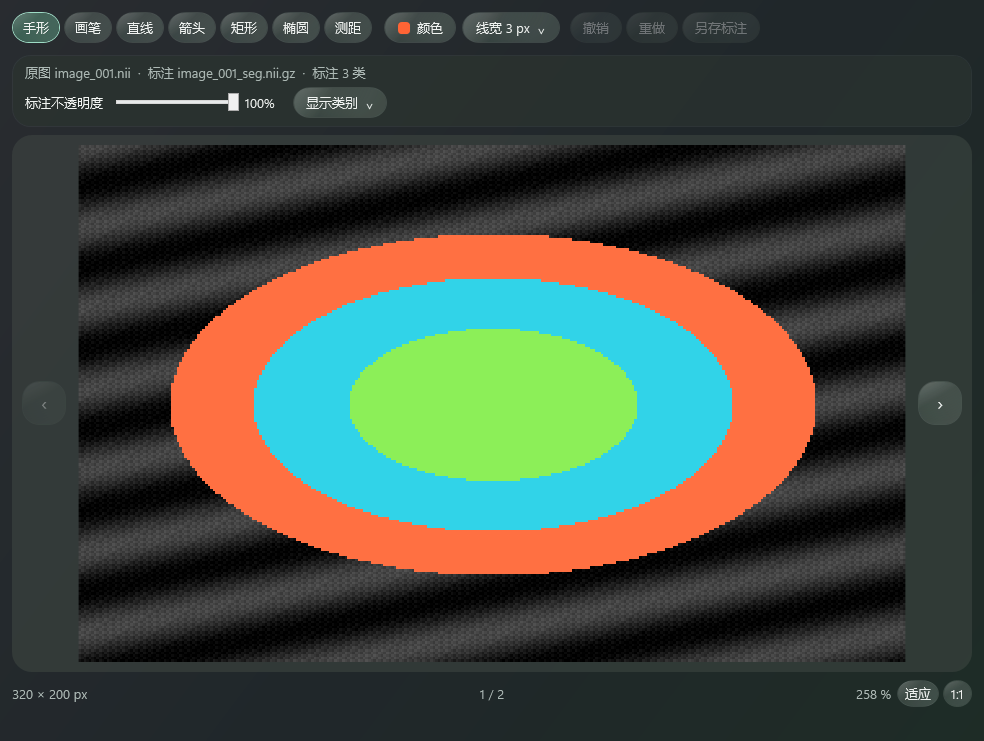 手形 画笔 直线 箭头 矩形 椭圆 测距 颜色 线宽 3 px 撤销 重做 另存标注
原图 image_001.nii · 标注 image_001_seg.nii.gz · 标注 3 类
标注不透明度 100% 显示类别
320 × 200 px 1 / 2 258 % 适应 1:1